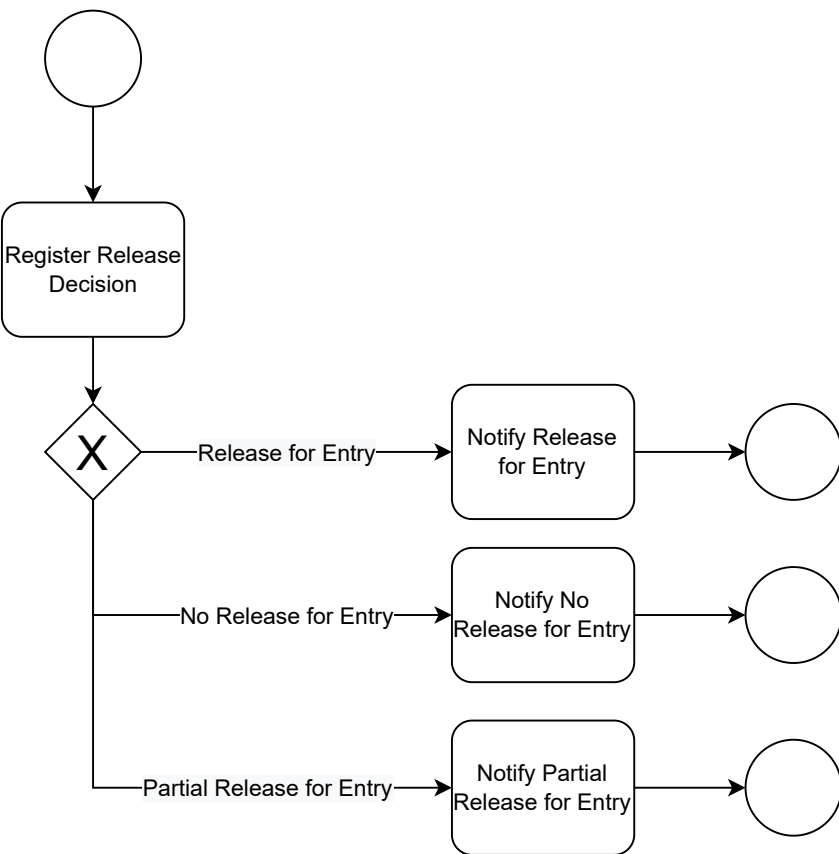 Register Release
Decision
X
Release for Entry
Notify Release
for Entry
No Release for Entry
Notify No
Release for Entry
Partial Release for Entry
Notify Partial
Release for Entry